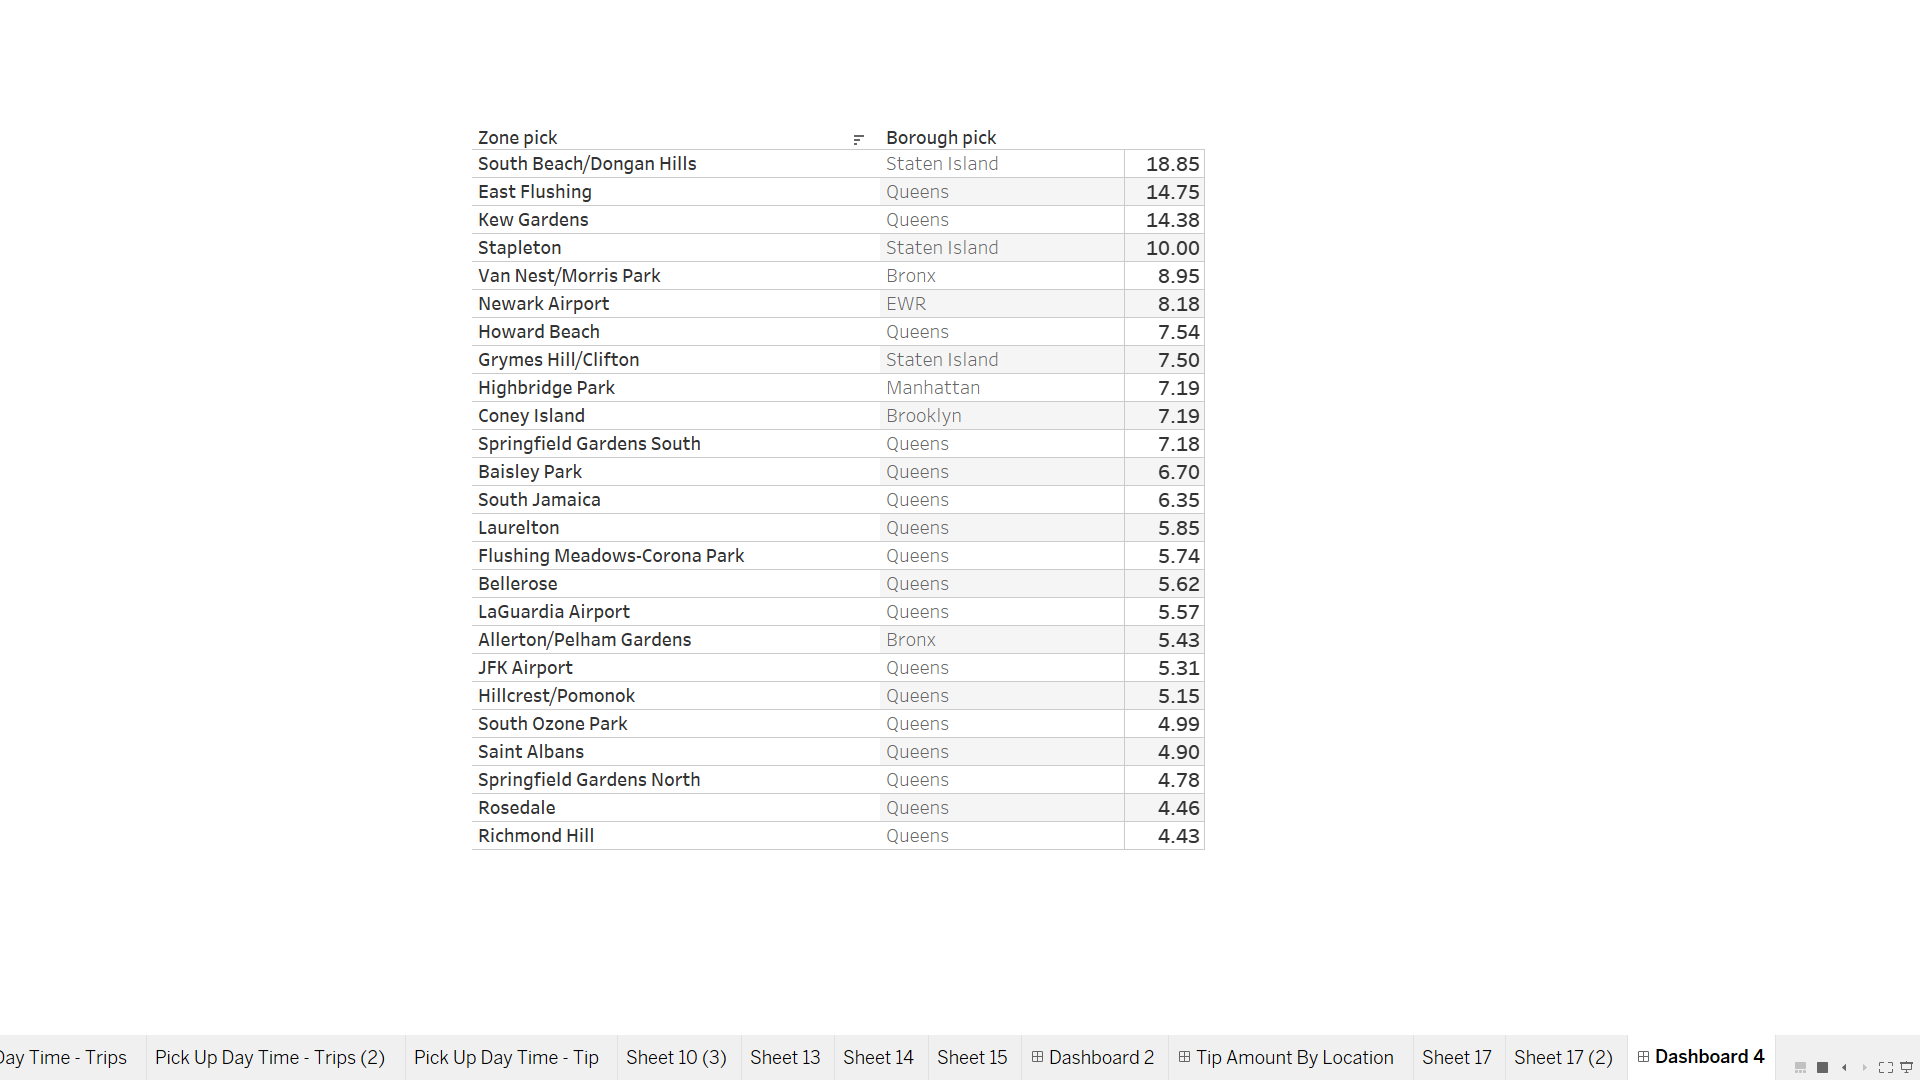 Zone pick Borough pick
South Beach/Dongan Hills Staten Island 18.85
East Flushing Queens 14.75
Kew Gardens Queens 14.38
Stapleton Staten Island 10.00
Van Nest/Morris Park Bronx 8.95
Newark Airport EWR 8.18
Howard Beach Queens 7.54
Grymes Hill/Clifton Staten Island 7.50
Highbridge Park Manhattan 7.19
Coney Island Brooklyn 7.19
Springfield Gardens South Queens 7.18
Baisley Park Queens 6.70
South Jamaica Queens 6.35
Laurelton Queens 5.85
Flushing Meadows-Corona Park Queens 5.74
Bellerose Queens 5.62
LaGuardia Airport Queens 5.57
Allerton/Pelham Gardens Bronx 5.43
JFK Airport Queens 5.31
Hillcrest/Pomonok Queens 5.15
South Ozone Park Queens 4.99
Saint Albans Queens 4.90
Springfield Gardens North Queens 4.78
Rosedale Queens 4.46
Richmond Hill Queens 4.43
Day Time - Trips Pick Up Day Time - Trips (2) Pick Up Day Time - Tip Sheet 10 (3) Sheet 13 Sheet 14 Sheet 15 Dashboard 2 Tip Amount By Location Sheet 17 Sheet 17 (2) Dashboard 4